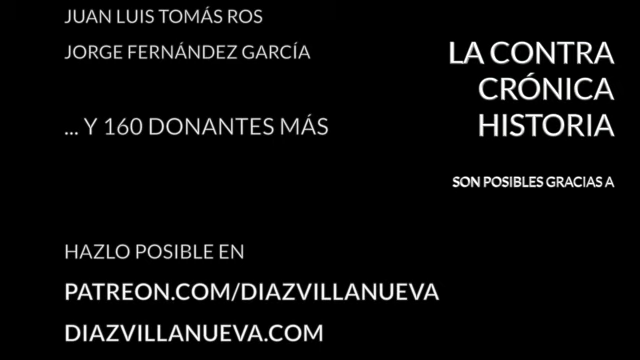 JUAN LUIS TOMÁS ROS
JORGE FERNÁNDEZ GARCÍA
... Y 160 DONANTES MÁS
HAZLO POSIBLE EN
PATREON.COM/DIAZVILLANUEVA
DIAZVILLANUEVA.COM
LA CONTRA
CRÓNICA
HISTORIA
SON POSIBLES GRACIAS A